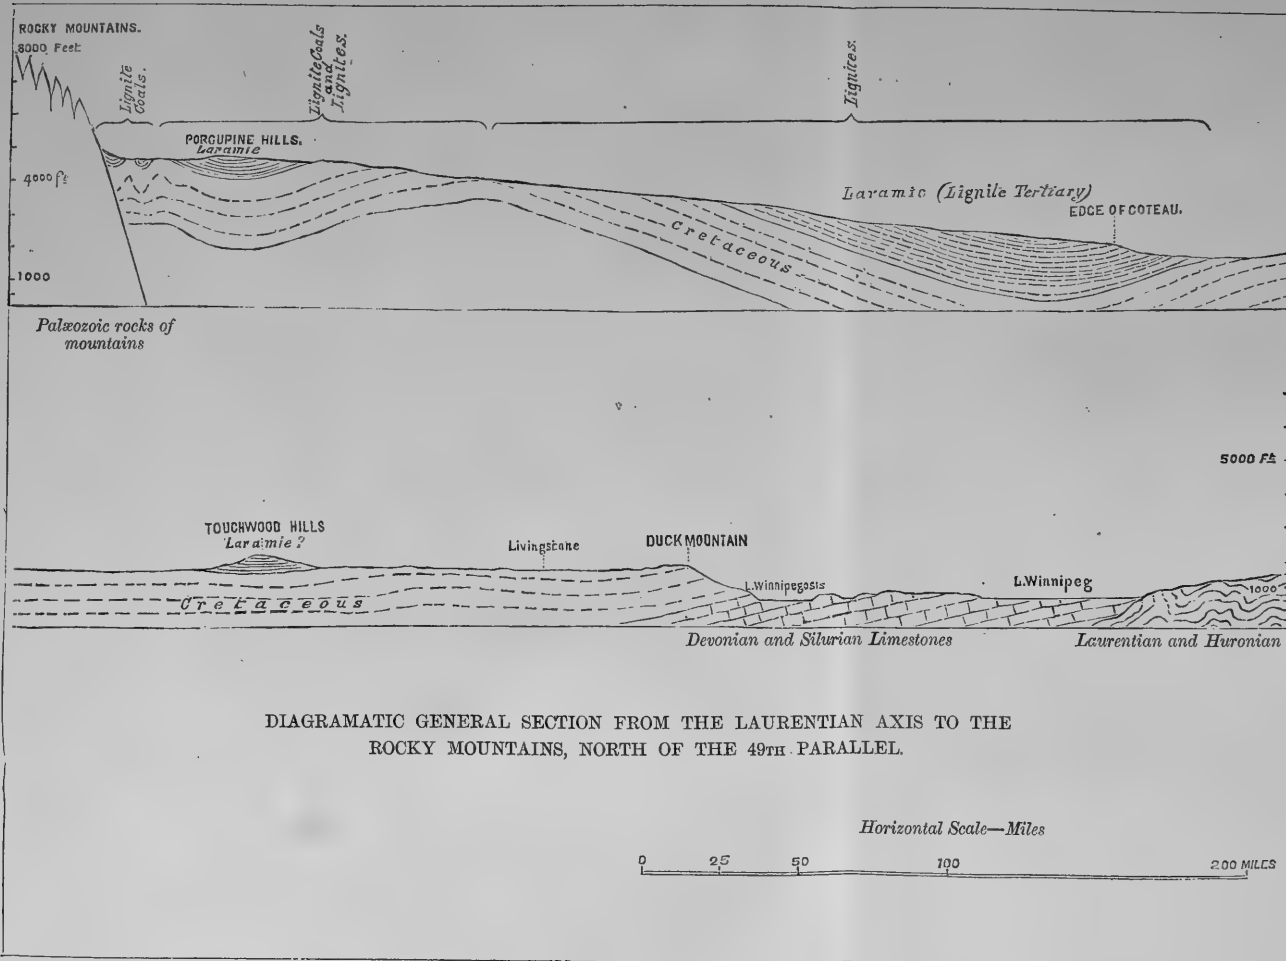 ROCKY MOUNTAINS.
8000 Feet
Lignite
Coals.
Lignite Coals
and
Lignites.
Lignites.
PORCUPINE HILLS.
Laramie
4000 ft
Laramic (Lignite Tertiary)
EDGE OF COTEAU.
Cretaceous
1000
Palæozoic rocks of
mountains
5000 Ft
TOUCHWOOD HILLS
Laramie?
Livingstone
DUCK MOUNTAIN
L.Winnipegosis
L.Winnipeg
1000
Cretaceous
Devonian and Silurian Limestones
Laurentian and Huronian
DIAGRAMATIC GENERAL SECTION FROM THE LAURENTIAN AXIS TO THE
ROCKY MOUNTAINS, NORTH OF THE 49TH PARALLEL.
Horizontal Scale—Miles
0 25 50 100 200 MILES